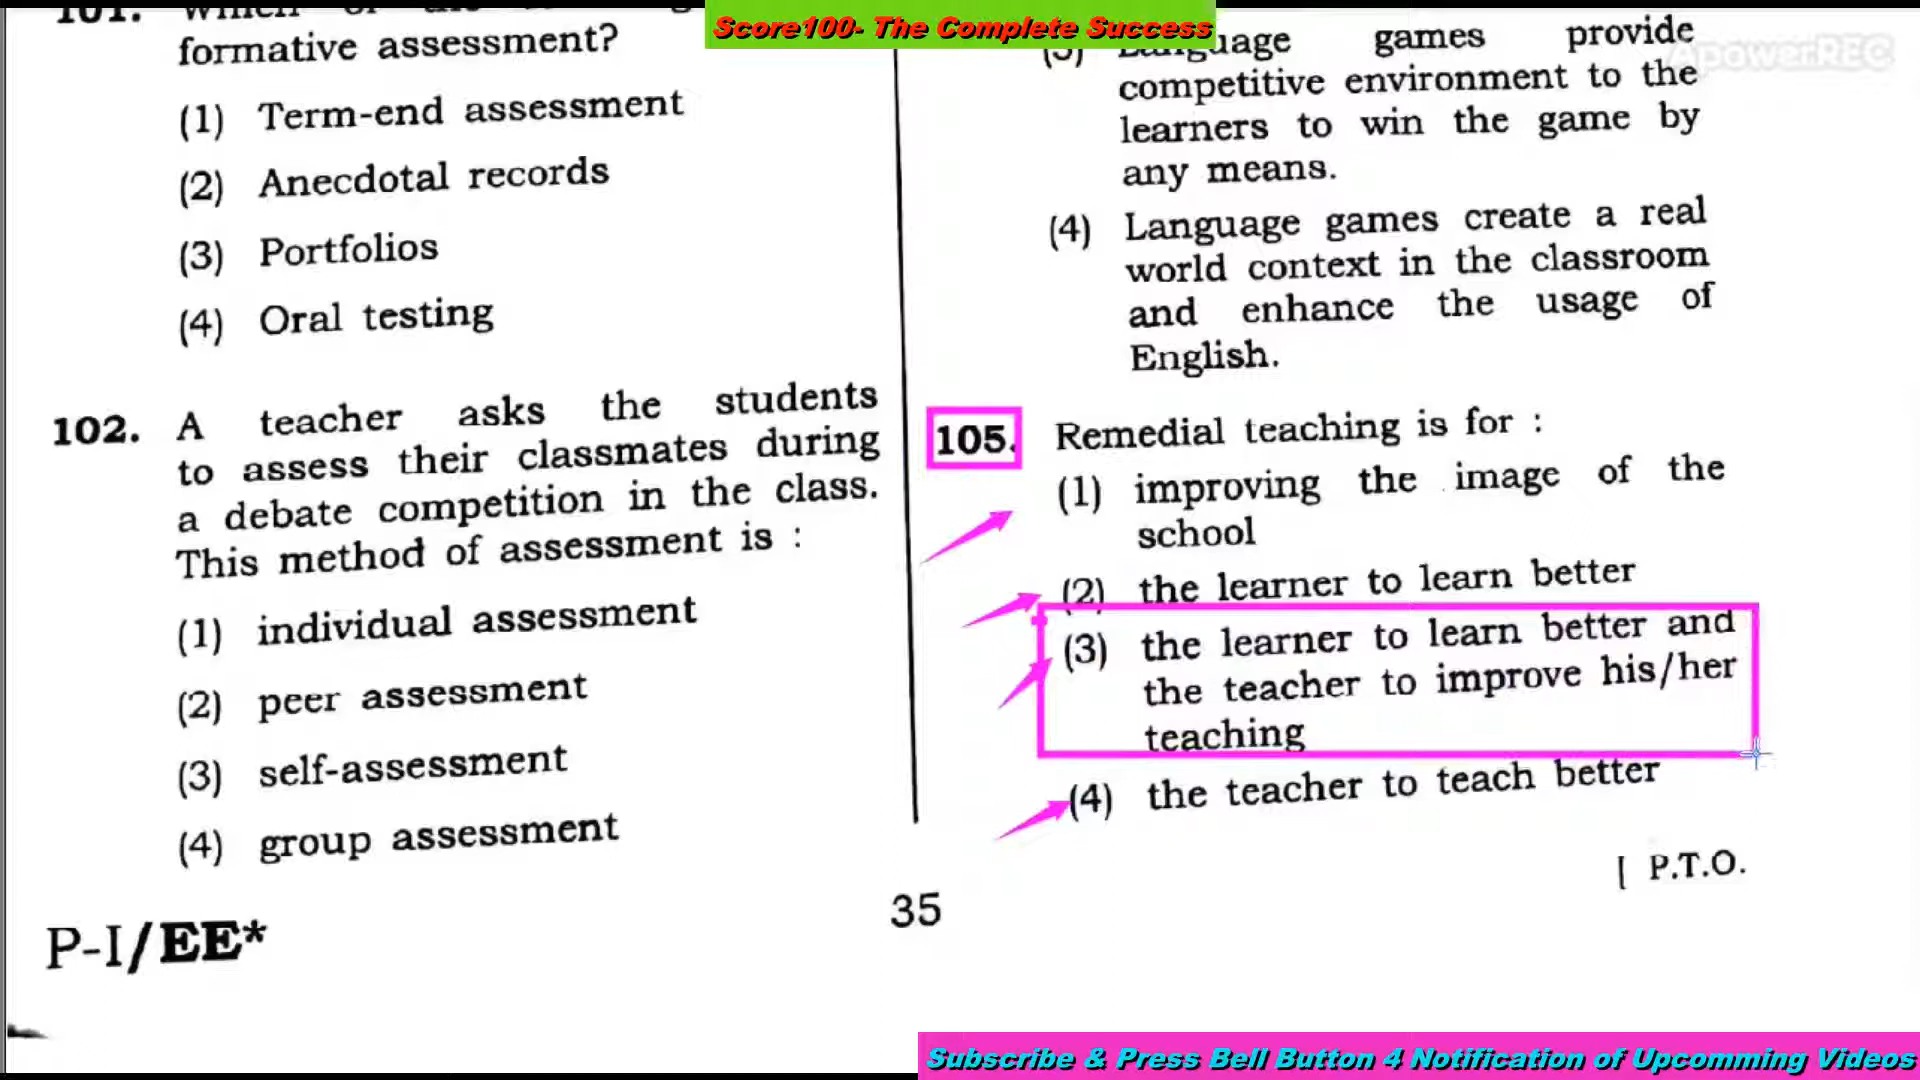 Score100- The Complete Success
ApowerREC
101.
formative assessment?
(1) Term-end assessment
(2) Anecdotal records
(3) Portfolios
(4) Oral testing
102. A teacher asks the students
to assess their classmates during
a debate competition in the class.
This method of assessment is :
(1) individual assessment
(2) peer assessment
(3) self-assessment
(4) group assessment
(3) Language games provide
competitive environment to the
learners to win the game by
any means.
(4) Language games create a real
world context in the classroom
and enhance the usage of
English.
105. Remedial teaching is for :
(1) improving the image of the
school
(2) the learner to learn better
(3) the learner to learn better and
the teacher to improve his/her
teaching
(4) the teacher to teach better
[ P.T.O.
35
P-I/EE*
Subscribe & Press Bell Button 4 Notification of Upcomming Videos